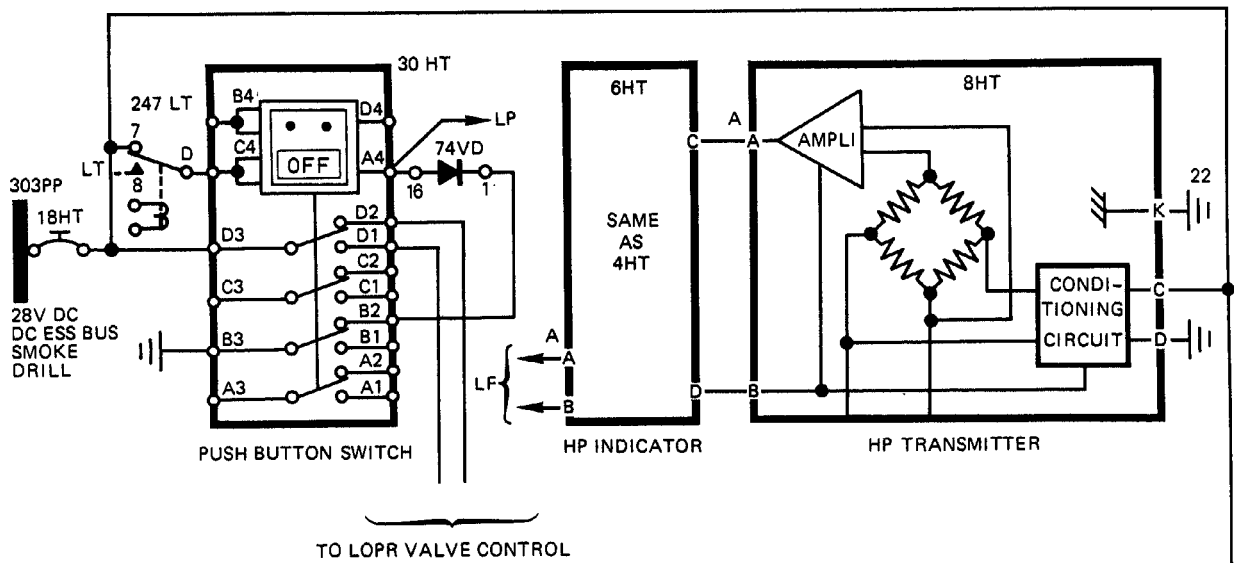 30 HT
247 LT
B4
D4
7
D
C4
OFF
A4
LP
74VD
16
1
LT
8
303PP
18HT
D3
D2
D1
C2
C3
C1
B2
B3
B1
A2
A3
A1
28V DC
DC ESS BUS
SMOKE
DRILL
PUSH BUTTON SWITCH
TO LOPR VALVE CONTROL
6HT
SAME
AS
4HT
C
D
A
A
B
LF
HP INDICATOR
8HT
A
A
AMPLI
B
22
K
CONDI-
TIONING
CIRCUIT
C
D
HP TRANSMITTER